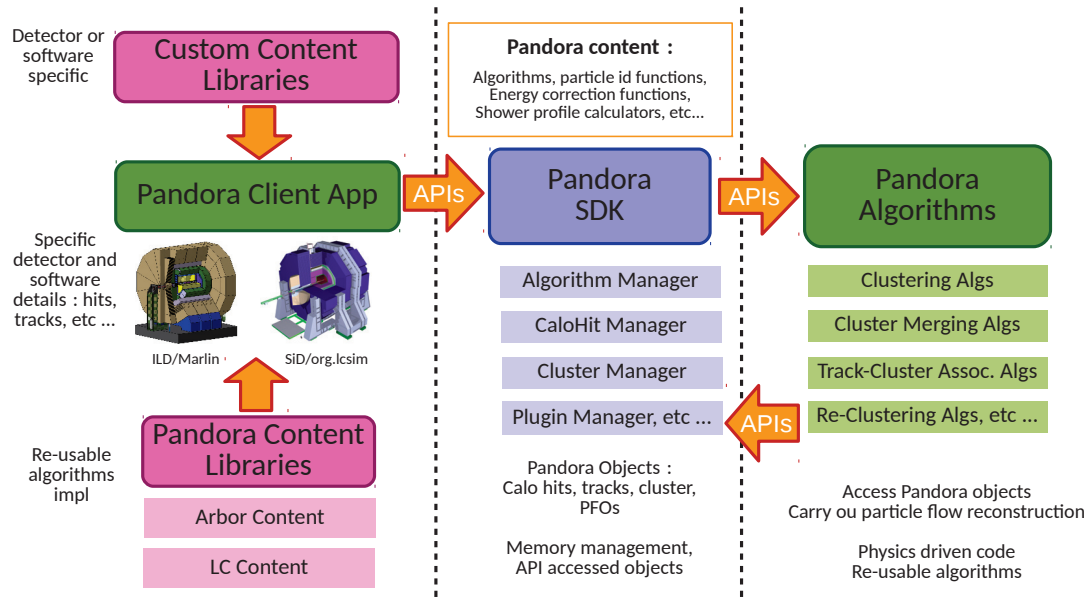 Detector or
software
specific
Custom Content
Libraries
Pandora Client App
Specific
detector and
software
details : hits,
tracks, etc ...
ILD/Marlin
SiD/org.lcsim
Re-usable
algorithms
impl
Pandora Content
Libraries
Arbor Content
LC Content
APIs
Pandora content :
Algorithms, particle id functions,
Energy correction functions,
Shower profile calculators, etc...
Pandora
SDK
Algorithm Manager
CaloHit Manager
Cluster Manager
Plugin Manager, etc ...
Pandora Objects :
Calo hits, tracks, cluster,
PFOs
Memory management,
API accessed objects
APIs
APIs
Pandora
Algorithms
Clustering Algs
Cluster Merging Algs
Track-Cluster Assoc. Algs
Re-Clustering Algs, etc ...
Access Pandora objects
Carry ou particle flow reconstruction
Physics driven code
Re-usable algorithms